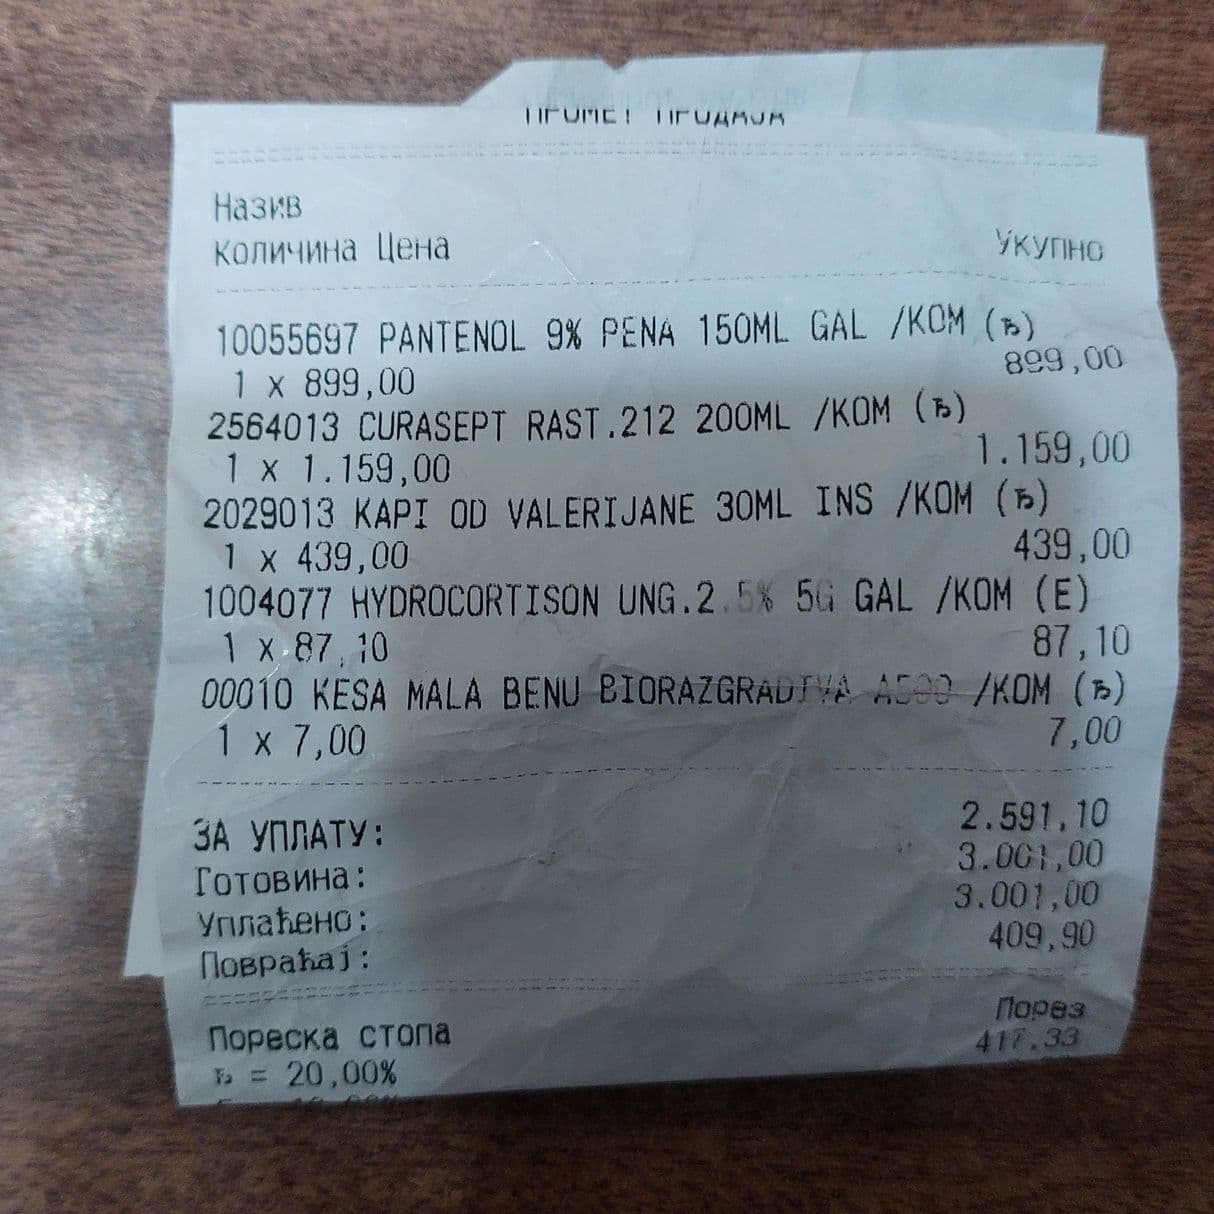 ПРОМЕТ ПРОДАЈА
Назив
Количина Цена Укупно
10055697 PANTENOL 9% PENA 150ML GAL /KOM (Ђ)
1 x 899,00 899,00
2564013 CURASEPT RAST.212 200ML /KOM (Ђ)
1 x 1.159,00 1.159,00
2029013 KAPI OD VALERIJANE 30ML INS /KOM (Ђ)
1 x 439,00 439,00
1004077 HYDROCORTISON UNG.2.5% 5G GAL /KOM (E)
1 x 87,10 87,10
00010 KESA MALA BENU BIORAZGRADIVA A500 /KOM (Ђ)
1 x 7,00 7,00
ЗА УПЛАТУ: 2.591,10
Готовина: 3.001,00
Уплаћено: 3.001,00
Повраћај: 409,90
Пореска стопа Порез
Ђ = 20,00% 417,33